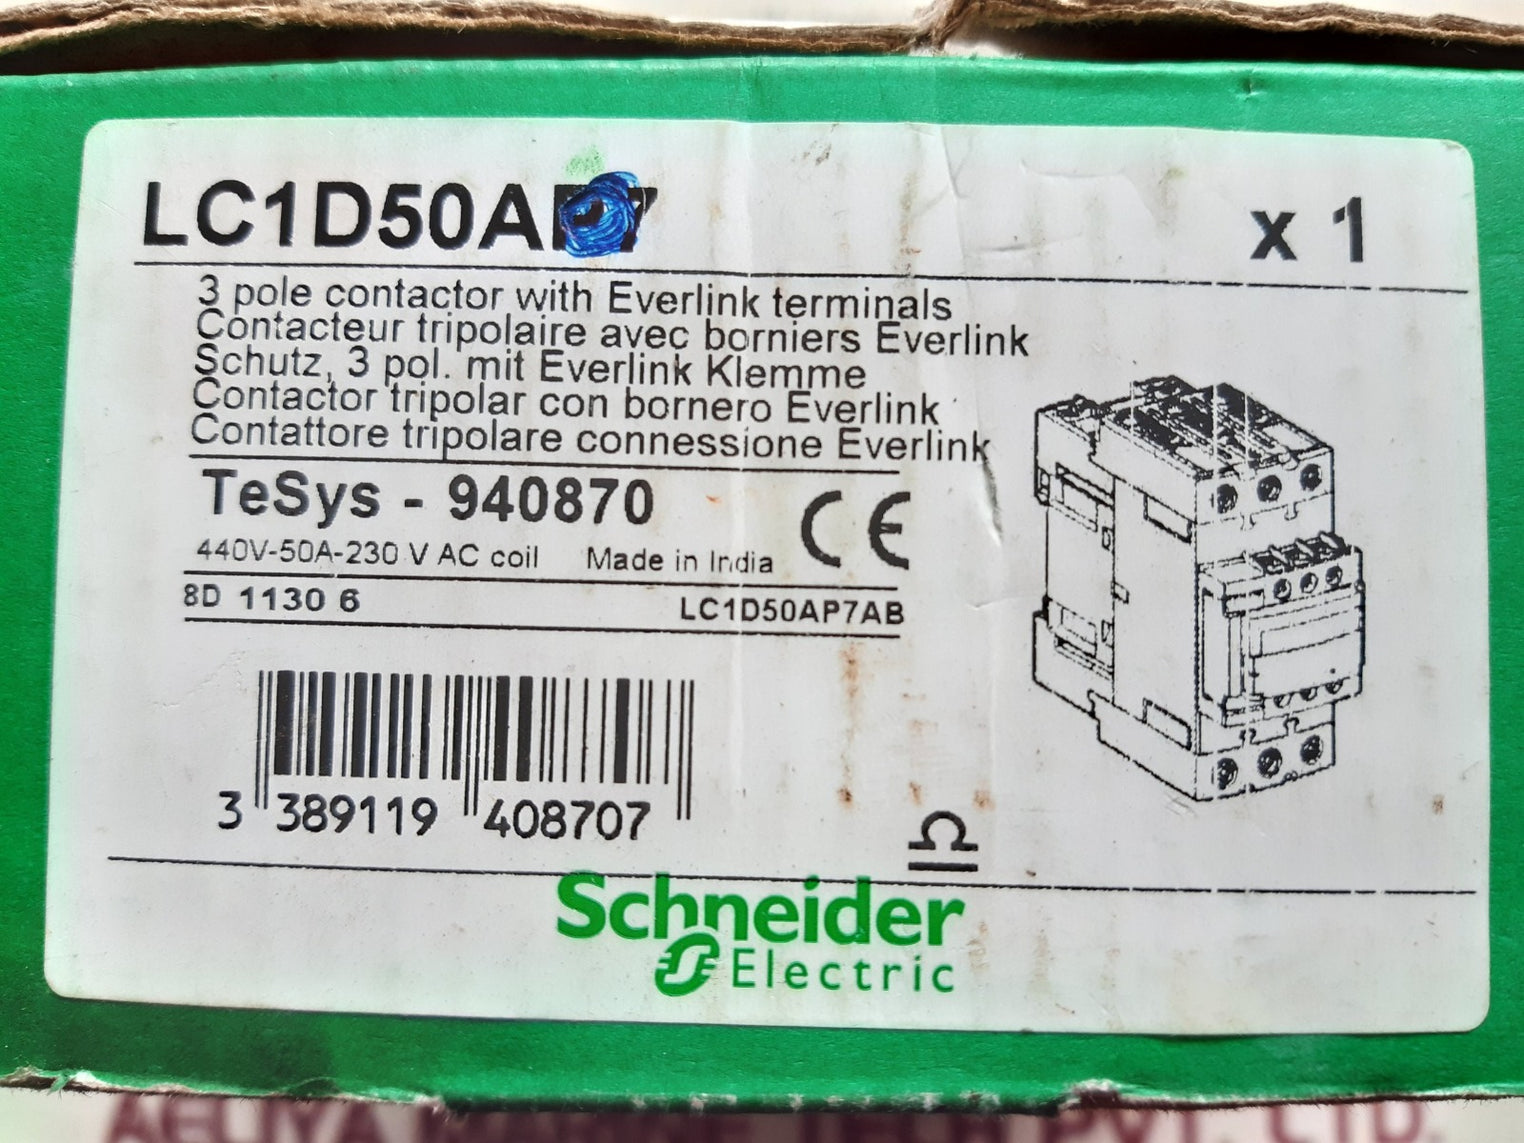 LC1D50AP7 x 1
3 pole contactor with Everlink terminals
Contacteur tripolaire avec borniers Everlink
Schutz, 3 pol. mit Everlink Klemme
Contactor tripolar con bornero Everlink
Contattore tripolare connessione Everlink
TeSys - 940870 CE
440V-50A-230 V AC coil Made in India
8D 1130 6 LC1D50AP7AB
3 389119 408707
Schneider
Electric